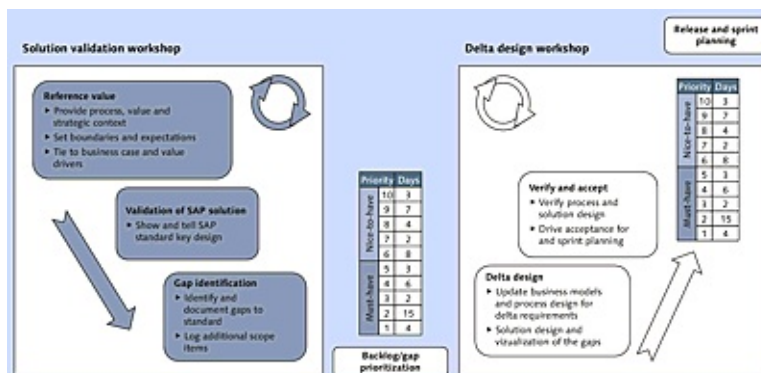 Solution validation workshop
Reference value
▸ Provide process, value and
strategic context
▸ Set boundaries and expectations
▸ Tie to business case and value
drivers
Validation of SAP solution
▸ Show and tell SAP
standard key design
Gap identification
▸ Identify and
document gaps to
standard
▸ Log additional scope
items
Priority Days
Nice-to-have
10 3
9 7
8 4
7 2
6 8
Must-have
5 3
4 6
3 2
2 15
1 4
Backlog/gap
prioritization
Delta design workshop
Release and sprint
planning
Priority Days
Nice-to-have
10 3
9 7
8 4
7 2
6 8
Must-have
5 3
4 6
3 2
2 15
1 4
Verify and accept
▸ Verify process and
solution design
▸ Drive acceptance for
and sprint planning
Delta design
▸ Update business models
and process design for
delta requirements
▸ Solution design and
vizualization of the gaps